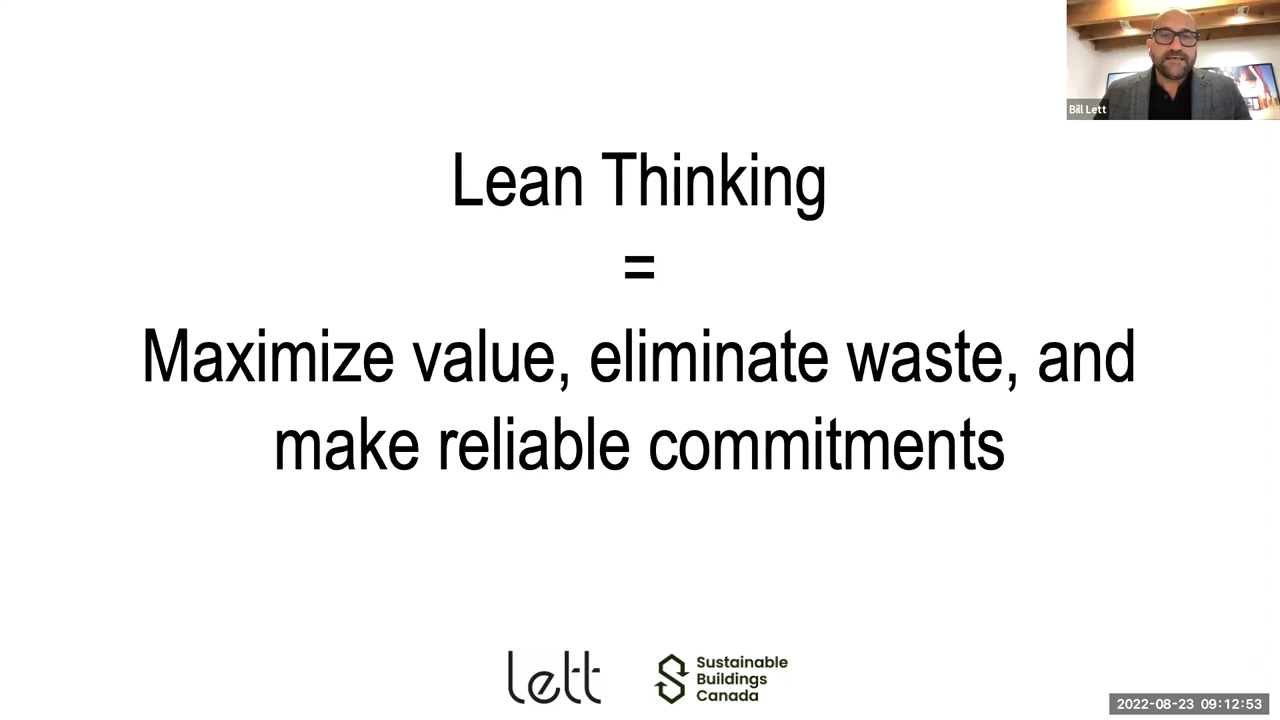 Bill Lett
Lean Thinking
=
Maximize value, eliminate waste, and
make reliable commitments
lett
Sustainable
Buildings
Canada
2022-08-23 09:12:53